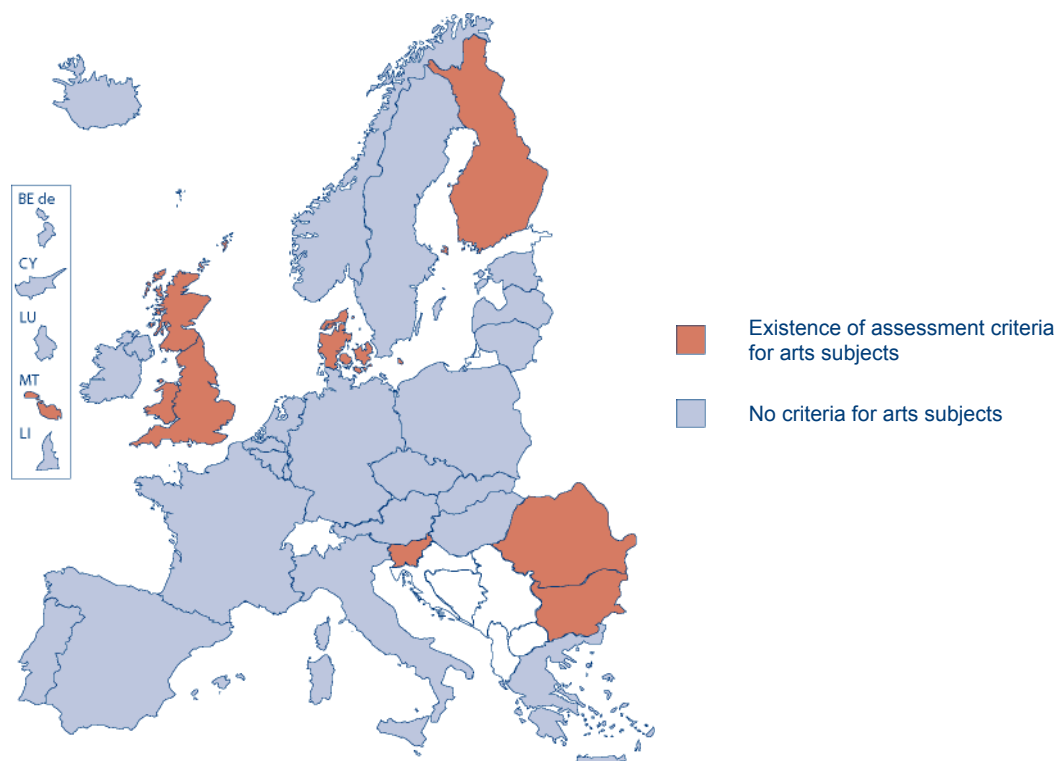 BE de
CY
LU
MT
LI
Existence of assessment criteria
for arts subjects
No criteria for arts subjects